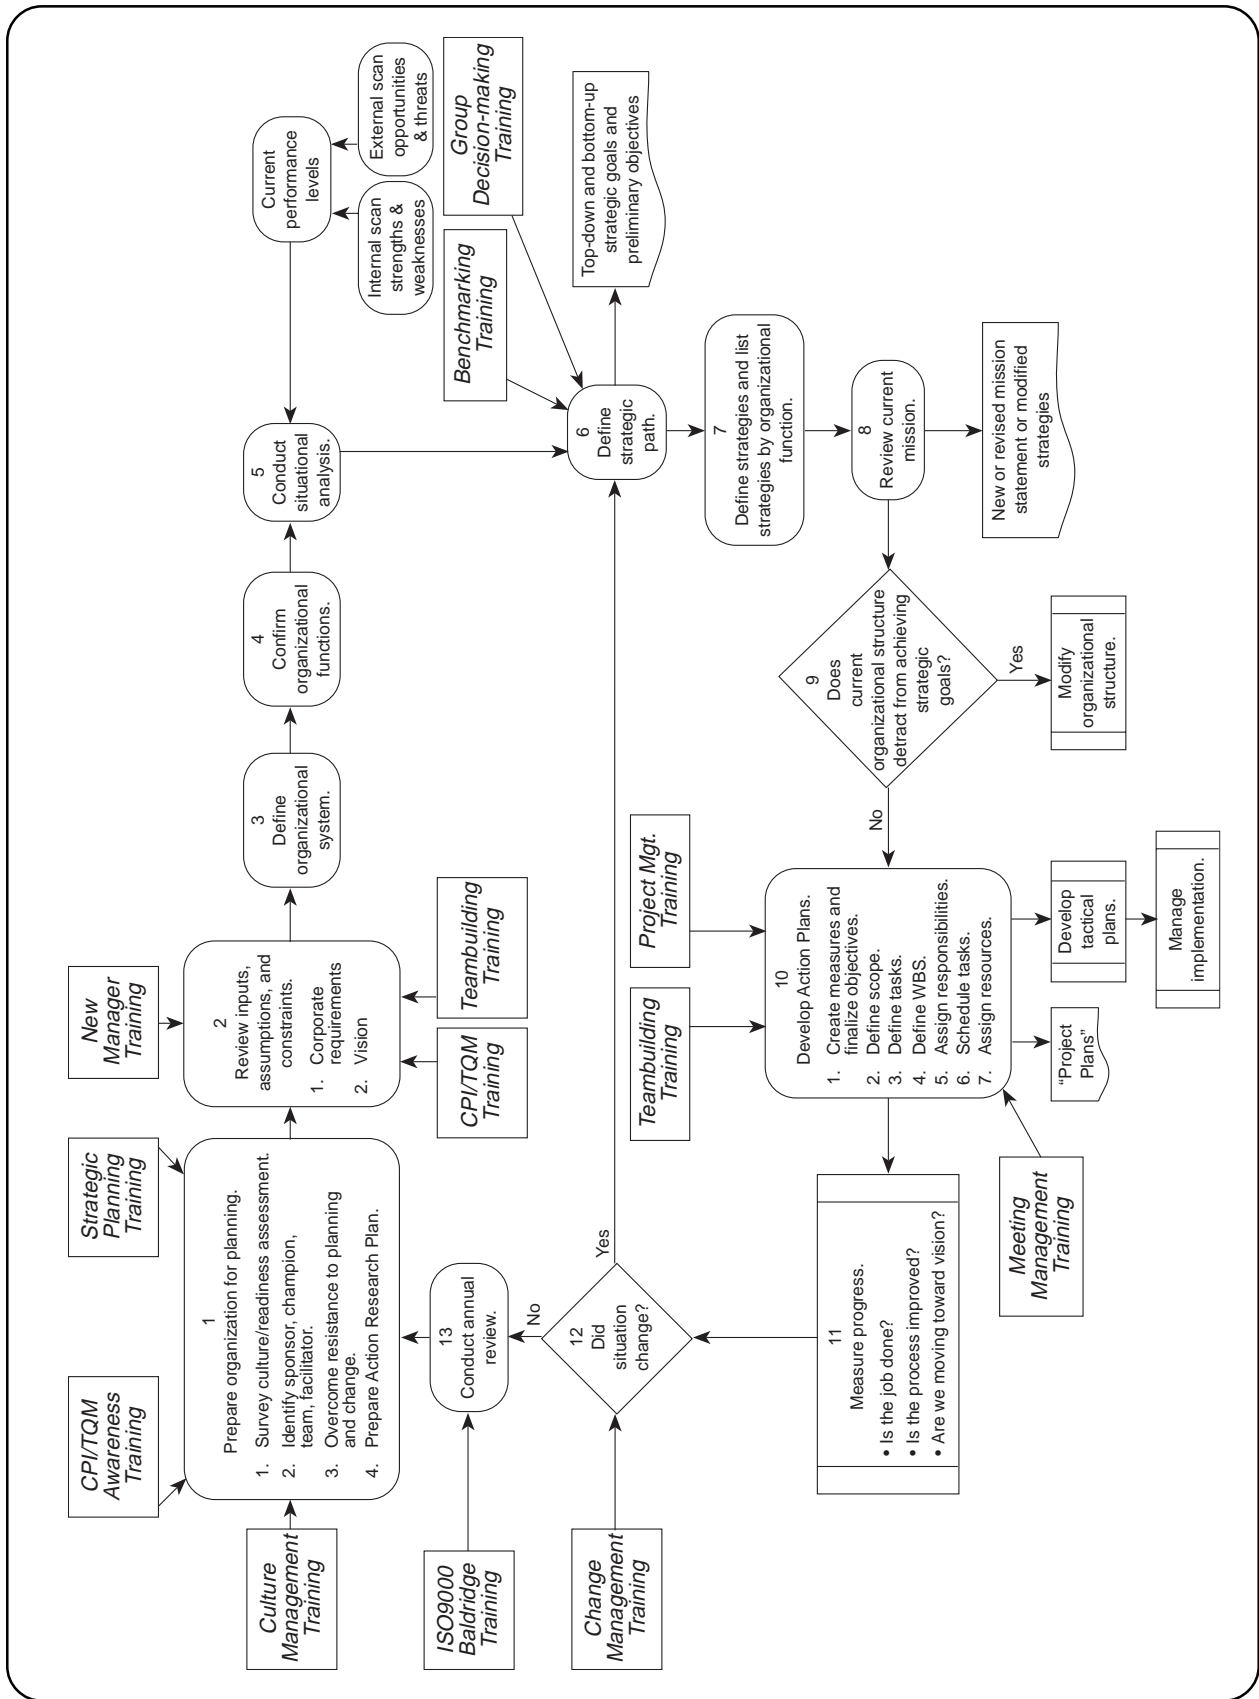 CPI/TQM
Awareness
Training
Strategic
Planning
Training
New
Manager
Training
Culture
Management
Training
1
Prepare organization for planning.
1. Survey culture/readiness assessment.
2. Identify sponsor, champion,
team, facilitator.
3. Overcome resistance to planning
and change.
4. Prepare Action Research Plan.
2
Review inputs,
assumptions, and
constraints.
1. Corporate
requirements
2. Vision
CPI/TQM
Training
Teambuilding
Training
3
Define
organizational
system.
4
Confirm
organizational
functions.
5
Conduct
situational
analysis.
Current
performance
levels
Internal scan
strengths &
weaknesses
External scan
opportunities
& threats
Benchmarking
Training
Group
Decision-making
Training
6
Define
strategic
path.
Top-down and bottom-up
strategic goals and
preliminary objectives
7
Define strategies and list
strategies by organizational
function.
8
Review current
mission.
New or revised mission
statement or modified
strategies
9
Does
current
organizational structure
detract from achieving
strategic
goals?
Yes
Modify
organizational
structure.
No
Teambuilding
Training
Project Mgt.
Training
10
Develop Action Plans.
1. Create measures and
finalize objectives.
2. Define scope.
3. Define tasks.
4. Define WBS.
5. Assign responsibilities.
6. Schedule tasks.
7. Assign resources.
Meeting
Management
Training
“Project
Plans”
Develop
tactical
plans.
Manage
implementation.
11
Measure progress.
• Is the job done?
• Is the process improved?
• Are we moving toward vision?
12
Did
situation
change?
Yes
No
Change
Management
Training
13
Conduct annual
review.
ISO9000
Baldridge
Training